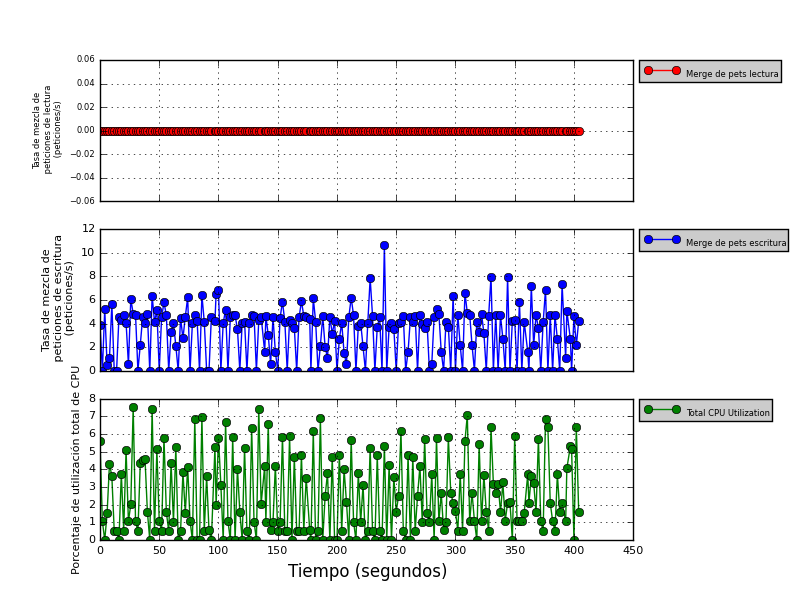 Tasa de mezcla de
peticiones de lectura
(peticiones/s)
0.06
0.04
0.02
0.00
−0.02
−0.04
−0.06
Merge de pets lectura
Tasa de mezcla de
peticiones de escritura
(peticiones/s)
12
10
8
6
4
2
0
Merge de pets escritura
Porcentaje de utilización total de CPU
8
7
6
5
4
3
2
1
0
Total CPU Utilization
0 50 100 150 200 250 300 350 400 450
Tiempo (segundos)